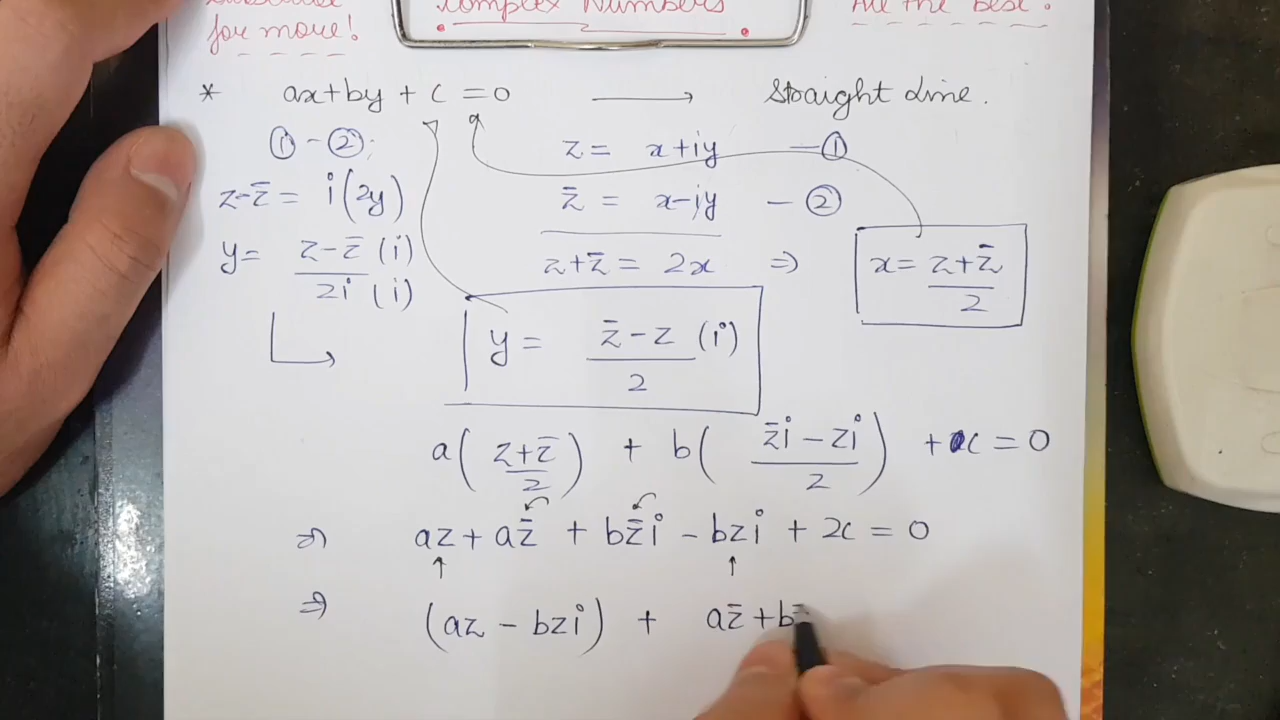 Complex Numbers
for more!
All the best!
* ax+by + c = 0 ⟶ straight line.
① - ②;
z = x+iy - ①
z-z̄ = i(2y)
z̄ = x-iy - ②
y= z-z̄ (i) / 2i (i)
z+z̄ = 2x ⇒ x= z+z̄ / 2
y = z̄-z / 2 (i)
a( z+z̄ / 2 ) + b( z̄i - zi / 2 ) + c = 0
⇒ az + az̄ + bz̄i - bzi + 2c = 0
⇒ (az - bzi) + az̄ + b